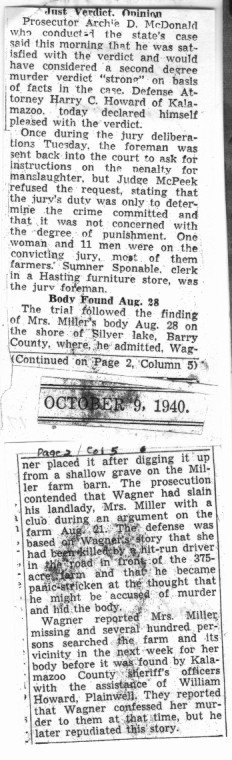 Just Verdict, Opinion
Prosecutor Archie D. McDonald
who conducted the state's case
said this morning that he was sat-
isfied with the verdict and would
have considered a second degree
murder verdict "strong" on basis
of facts in the case. Defense At-
torney Harry C. Howard of Kala-
mazoo, today declared himself
pleased with the verdict.
Once during the jury delibera-
tions Tuesday, the foreman was
sent back into the court to ask for
instructions on the penalty for
manslaughter, but Judge McPeek
refused the request, stating that
the jury's duty was only to deter-
mine the crime committed and
that it was not concerned with
the degree of punishment. One
woman and 11 men were on the
convicting jury, most of them
farmers. Sumner Sponable, clerk
in a Hasting furniture store, was
the jury foreman.
Body Found Aug. 28
The trial followed the finding
of Mrs. Miller's body Aug. 28 on
the shore of Silver lake, Barry
County, where, he admitted, Wag-
(Continued on Page 2, Column 5)
OCTOBER 9, 1940.
Page 2 / Col 5
ner placed it after digging it up
from a shallow grave on the Mil-
ler farm barn. The prosecution
contended that Wagner had slain
his landlady, Mrs. Miller with a
club during an argument on the
farm Aug. 21. The defense was
based on Wagner's story that she
had been killed by a hit-run driver
in the road in front of the 375-
acre farm and that he became
panic-stricken at the thought that
he might be accused of murder
and hid the body.
Wagner reported Mrs. Miller
missing and several hundred per-
sons searched the farm and its
vicinity in the next week for her
body before it was found by Kala-
mazoo County sheriff's officers
with the assistance of William
Howard, Plainwell. They reported
that Wagner confessed her mur-
der to them at that time, but he
later repudiated this story.